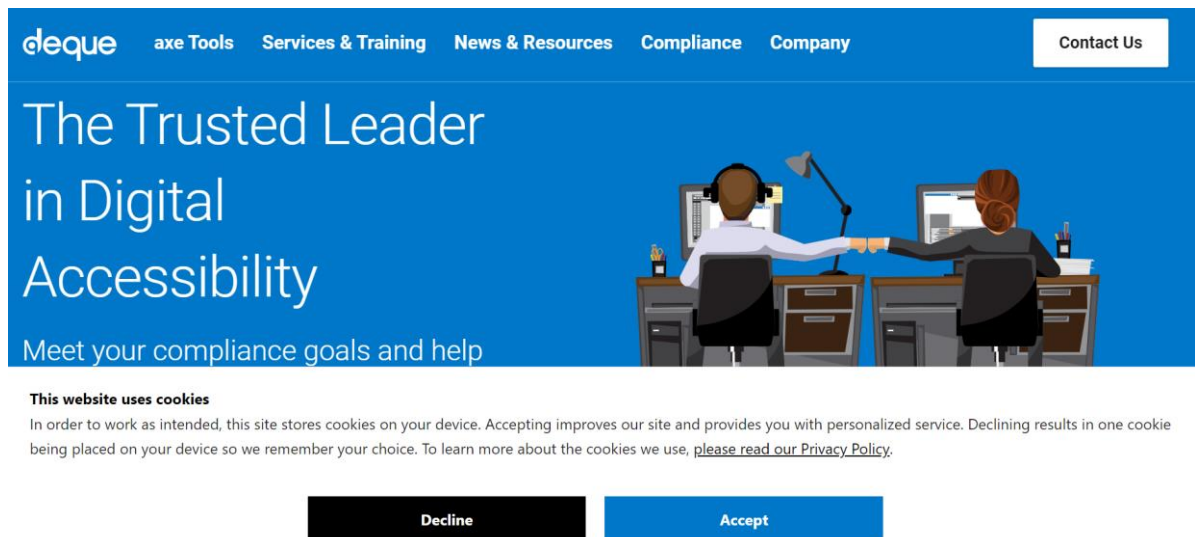 deque axe Tools Services & Training News & Resources Compliance Company Contact Us
The Trusted Leader
in Digital
Accessibility
Meet your compliance goals and help
This website uses cookies
In order to work as intended, this site stores cookies on your device. Accepting improves our site and provides you with personalized service. Declining results in one cookie
being placed on your device so we remember your choice. To learn more about the cookies we use, please read our Privacy Policy.
Decline Accept